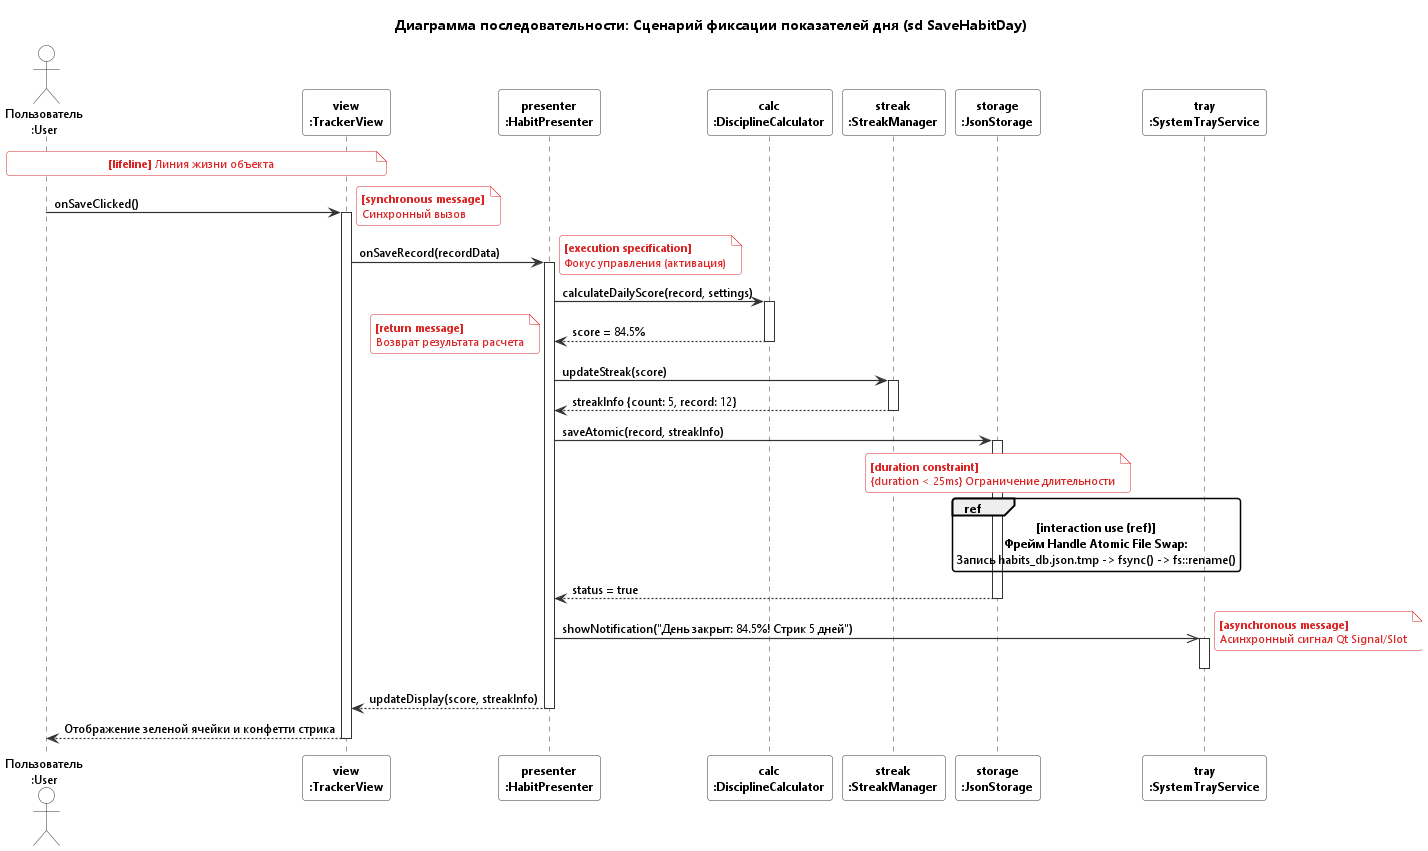 Диаграмма последовательности: Сценарий фиксации показателей дня (sd SaveHabitDay)
Пользователь
:User
view
:TrackerView
presenter
:HabitPresenter
calc
:DisciplineCalculator
streak
:StreakManager
storage
:JsonStorage
tray
:SystemTrayService
[lifeline] Линия жизни объекта
onSaveClicked()
[synchronous message]
Синхронный вызов
onSaveRecord(recordData)
[execution specification]
Фокус управления (активация)
calculateDailyScore(record, settings)
[return message]
Возврат результата расчета
score = 84.5%
updateStreak(score)
streakInfo {count: 5, record: 12}
saveAtomic(record, streakInfo)
[duration constraint]
{duration < 25ms} Ограничение длительности
ref
[interaction use (ref)]
Фрейм Handle Atomic File Swap:
Запись habits_db.json.tmp -> fsync() -> fs::rename()
status = true
showNotification("День закрыт: 84.5%! Стрик 5 дней")
[asynchronous message]
Асинхронный сигнал Qt Signal/Slot
updateDisplay(score, streakInfo)
Отображение зеленой ячейки и конфетти стрика
Пользователь
:User
view
:TrackerView
presenter
:HabitPresenter
calc
:DisciplineCalculator
streak
:StreakManager
storage
:JsonStorage
tray
:SystemTrayService